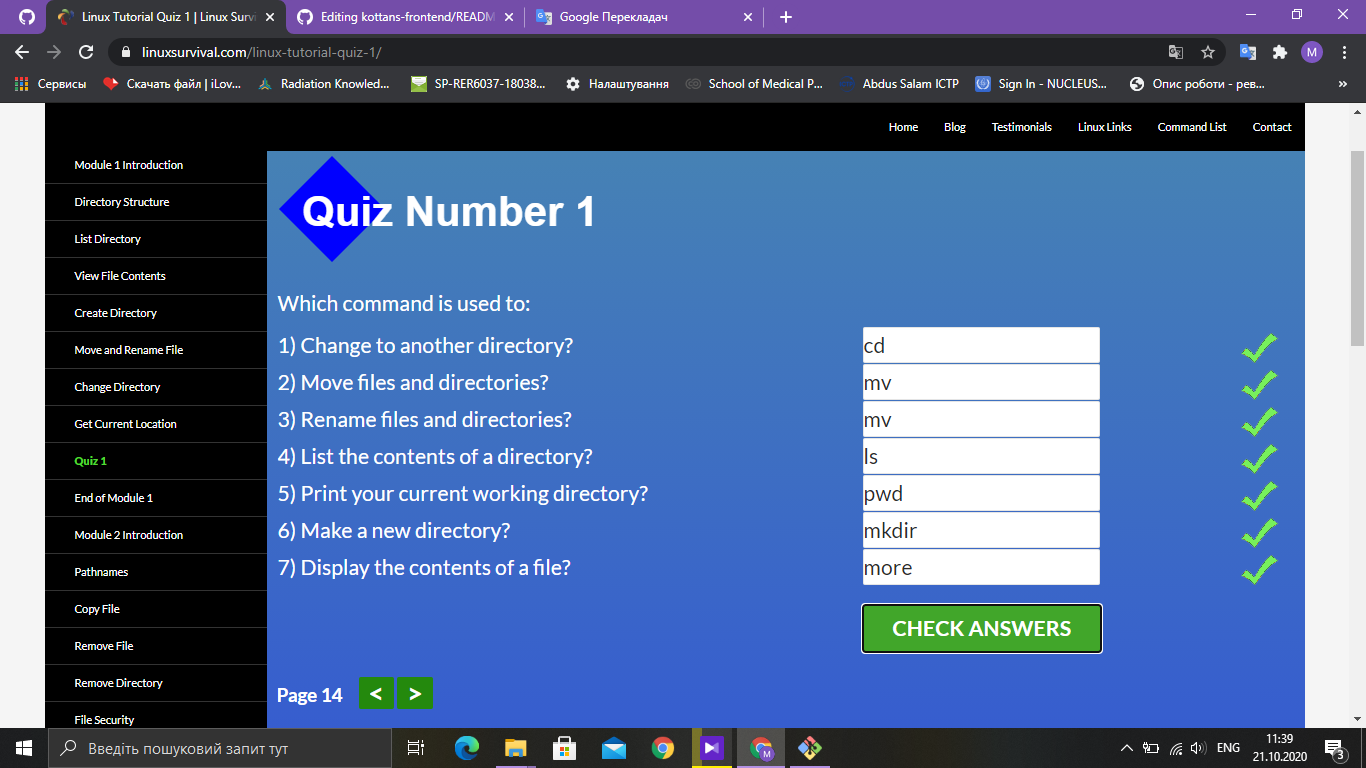 Linux Tutorial Quiz 1 | Linux Survi
Editing kottans-frontend/READM
Google Перекладач
linuxsurvival.com/linux-tutorial-quiz-1/
M
Сервисы
Скачать файл | iLov...
Radiation Knowled...
SP-RER6037-18038...
Налаштування
School of Medical P...
Abdus Salam ICTP
Sign In - NUCLEUS...
Опис роботи - рев...
»
Home
Blog
Testimonials
Linux Links
Command List
Contact
Module 1 Introduction
Directory Structure
List Directory
View File Contents
Create Directory
Move and Rename File
Change Directory
Get Current Location
Quiz 1
End of Module 1
Module 2 Introduction
Pathnames
Copy File
Remove File
Remove Directory
File Security
Quiz Number 1
Which command is used to:
1) Change to another directory? cd
2) Move files and directories? mv
3) Rename files and directories? mv
4) List the contents of a directory? ls
5) Print your current working directory? pwd
6) Make a new directory? mkdir
7) Display the contents of a file? more
CHECK ANSWERS
Page 14 < >
Введіть пошуковий запит тут
M
ENG
11:39
21.10.2020
3